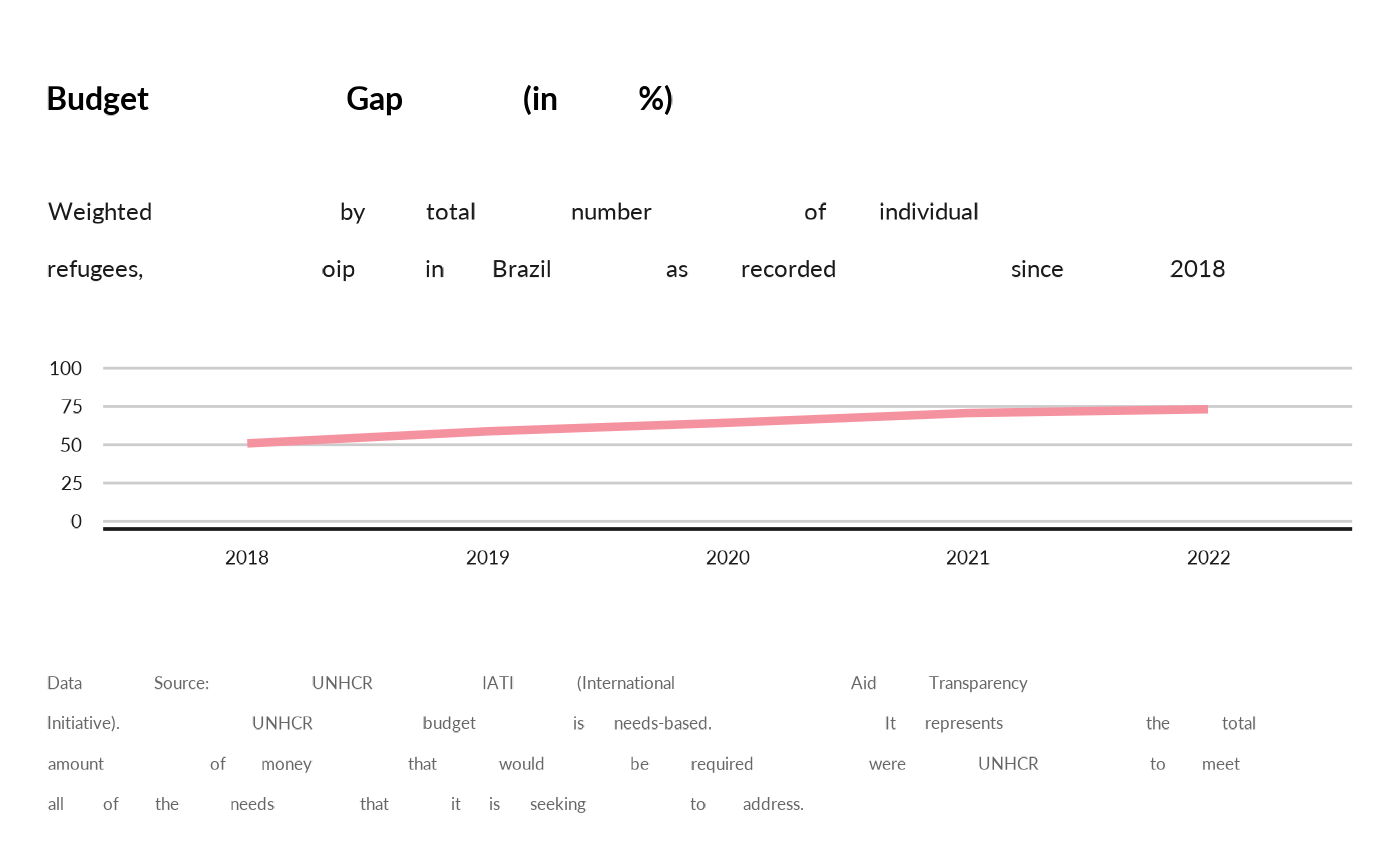 Budget Gap (in %)
Weighted by total number of individual
refugees, oip in Brazil as recorded since 2018
100
75
50
25
0
2018 2019 2020 2021 2022
Data Source: UNHCR IATI (International Aid Transparency
Initiative). UNHCR budget is needs-based. It represents the total
amount of money that would be required were UNHCR to meet
all of the needs that it is seeking to address.